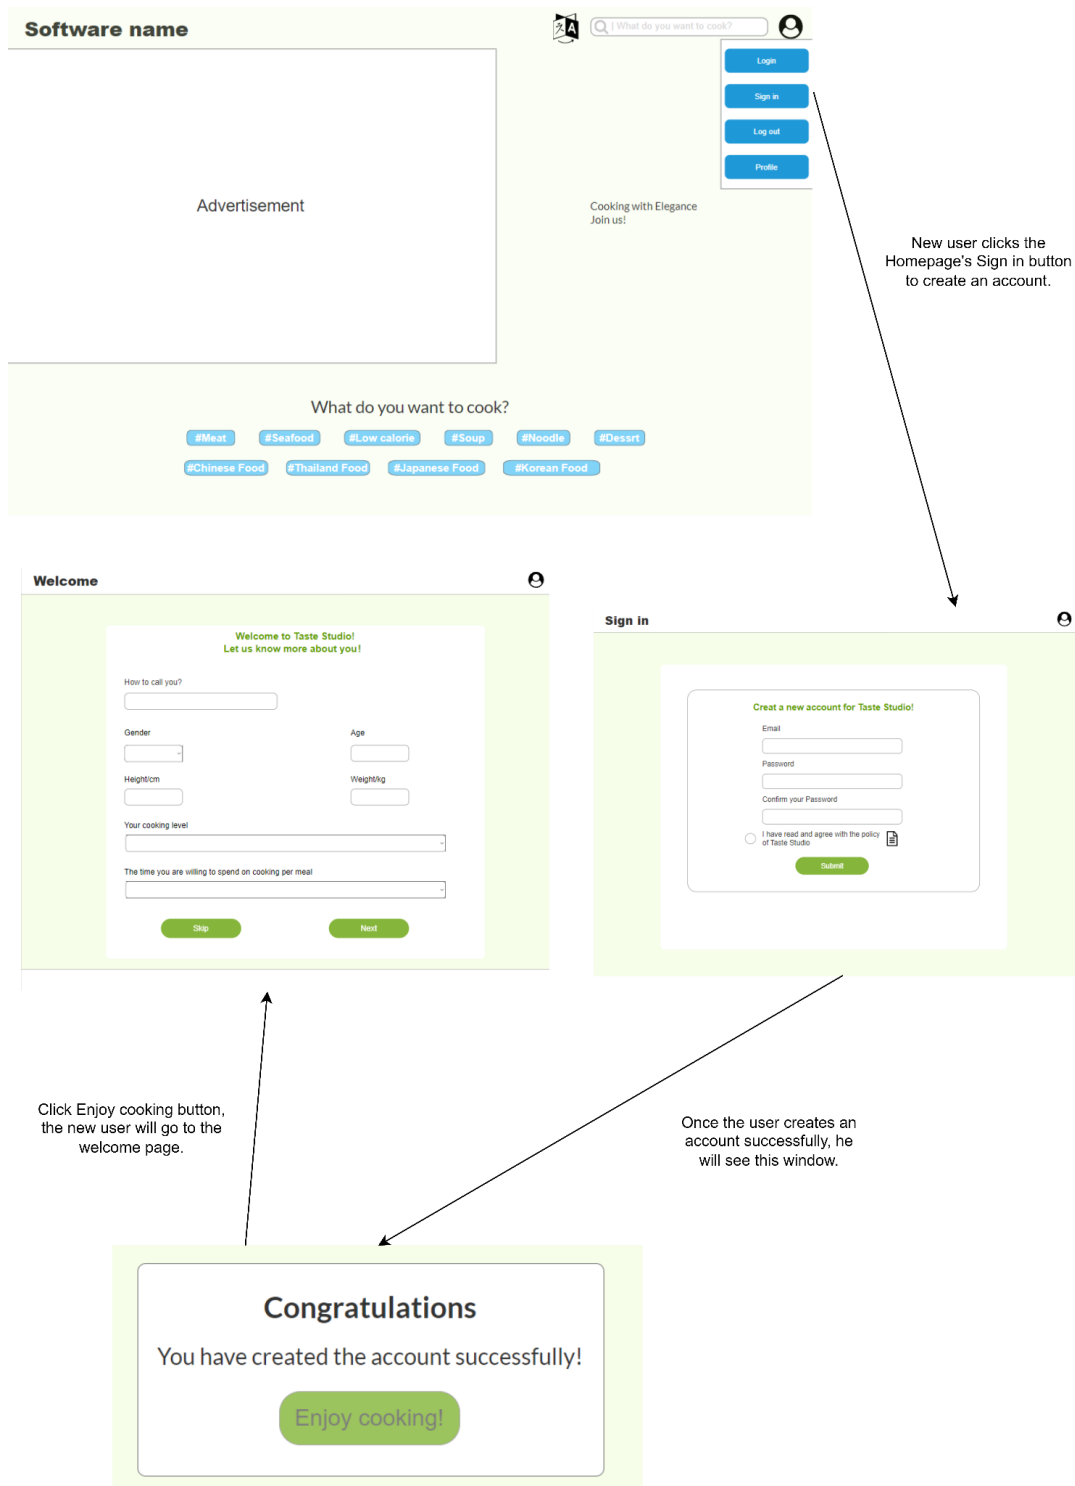 Software name
| What do you want to cook?
Login
Sign in
Log out
Profile
Advertisement
Cooking with Elegance
Join us!
New user clicks the
Homepage's Sign in button
to create an account.
What do you want to cook?
#Meat #Seafood #Low calorie #Soup #Noodle #Dessrt
#Chinese Food #Thailand Food #Japanese Food #Korean Food
Welcome
Welcome to Taste Studio!
Let us know more about you!
How to call you?
Gender Age
Height/cm Weight/kg
Your cooking level
The time you are willing to spend on cooking per meal
Skip Next
Sign in
Creat a new account for Taste Studio!
Email
Password
Confirm your Password
I have read and agree with the policy
of Taste Studio
Submit
Click Enjoy cooking button,
the new user will go to the
welcome page.
Once the user creates an
account successfully, he
will see this window.
Congratulations
You have created the account successfully!
Enjoy cooking!